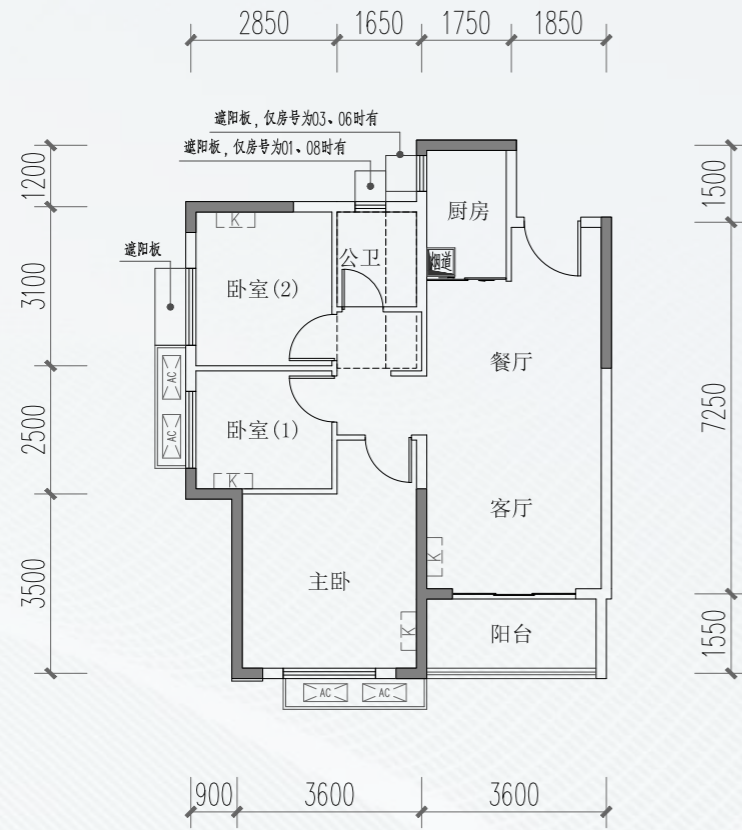 2850
1650
1750
1850
遮阳板，仅房号为03、06时有
遮阳板，仅房号为01、08时有
1200
1500
厨房
K
公卫
烟道
遮阳板
3100
卧室(2)
餐厅
AC
7250
AC
卧室(1)
2500
K
客厅
K
3500
主卧
K
阳台
1550
AC
AC
900
3600
3600